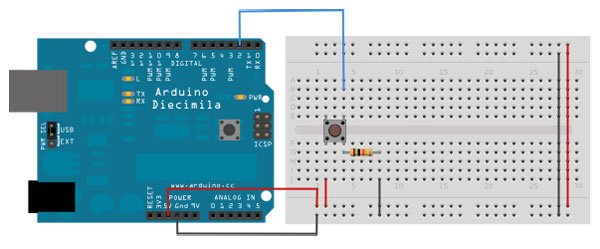 AREF
GND
13
12
11
10
9
8
7
6
5
4
3
2
1
0
PWM
PWM
PWM
PWM
PWM
PWM
TX
RX
DIGITAL
L
TX
RX
Arduino
Diecimila
PWR
1
ICSP
PWR SEL
USB
EXT
www.arduino.cc
RESET
3V3
5V
Gnd
9V
POWER
ANALOG IN
0
1
2
3
4
5
1
5
10
15
20
25
30